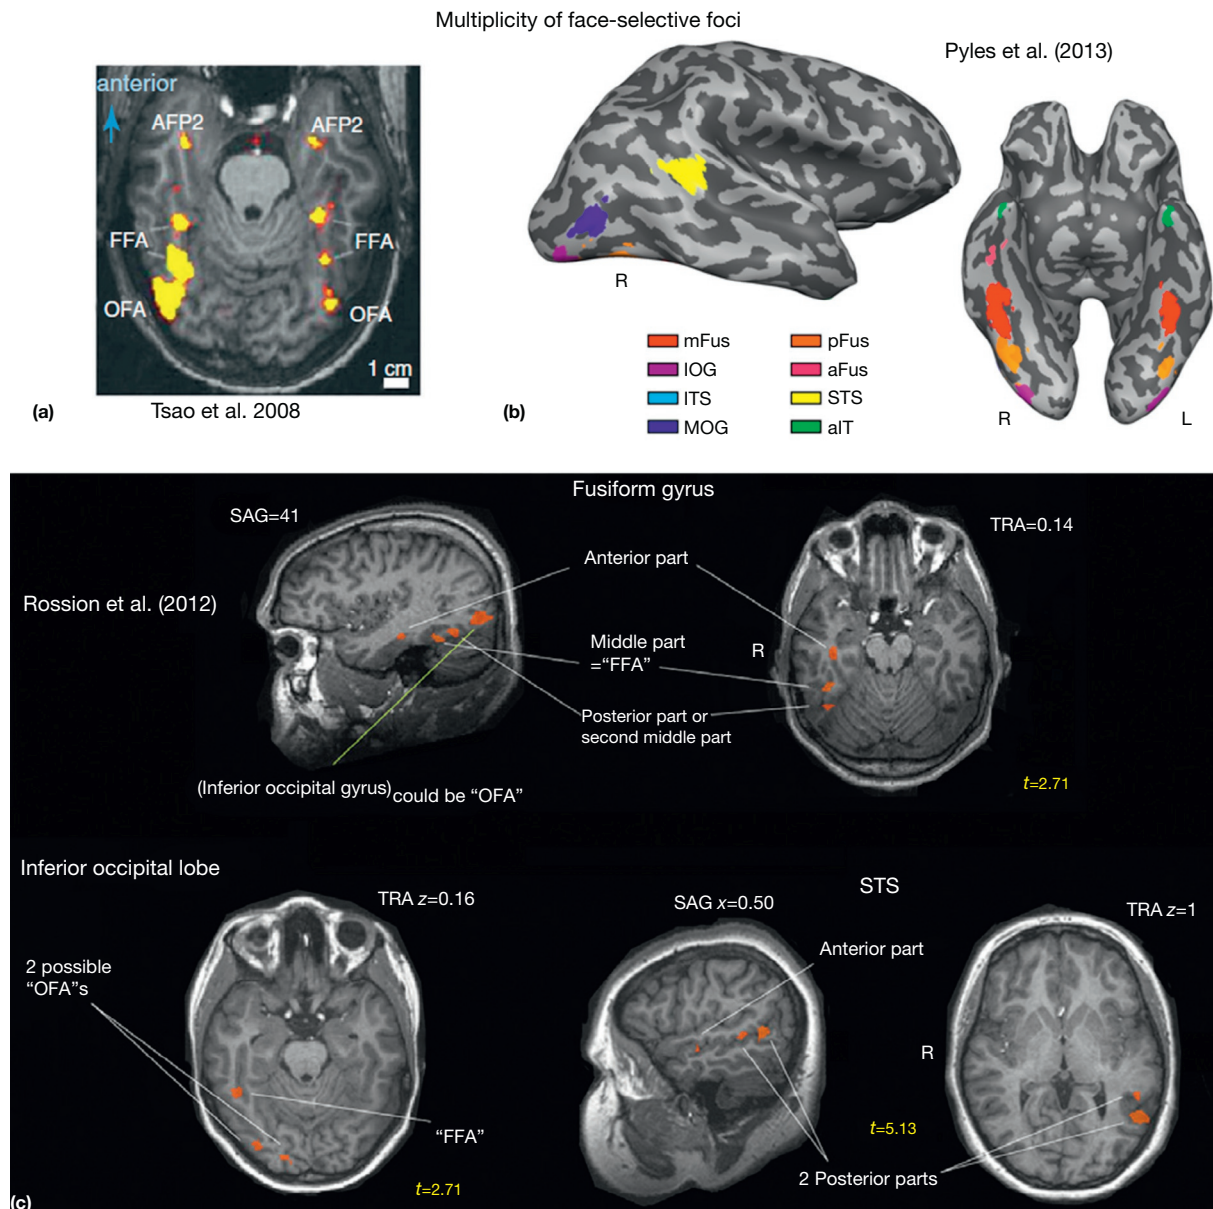 Multiplicity of face-selective foci
Pyles et al. (2013)
anterior
AFP2
AFP2
FFA
FFA
OFA
OFA
1 cm
(a)
Tsao et al. 2008
R
(b)
mFus
pFus
IOG
aFus
ITS
STS
MOG
aIT
R
L
Fusiform gyrus
SAG=41
TRA=0.14
Anterior part
Rossion et al. (2012)
Middle part
=“FFA”
R
Posterior part or
second middle part
(Inferior occipital gyrus) could be “OFA”
t=2.71
Inferior occipital lobe
TRA z=0.16
STS
SAG x=0.50
TRA z=1
Anterior part
2 possible
“OFA”s
R
“FFA”
t=5.13
2 Posterior parts
t=2.71
(c)